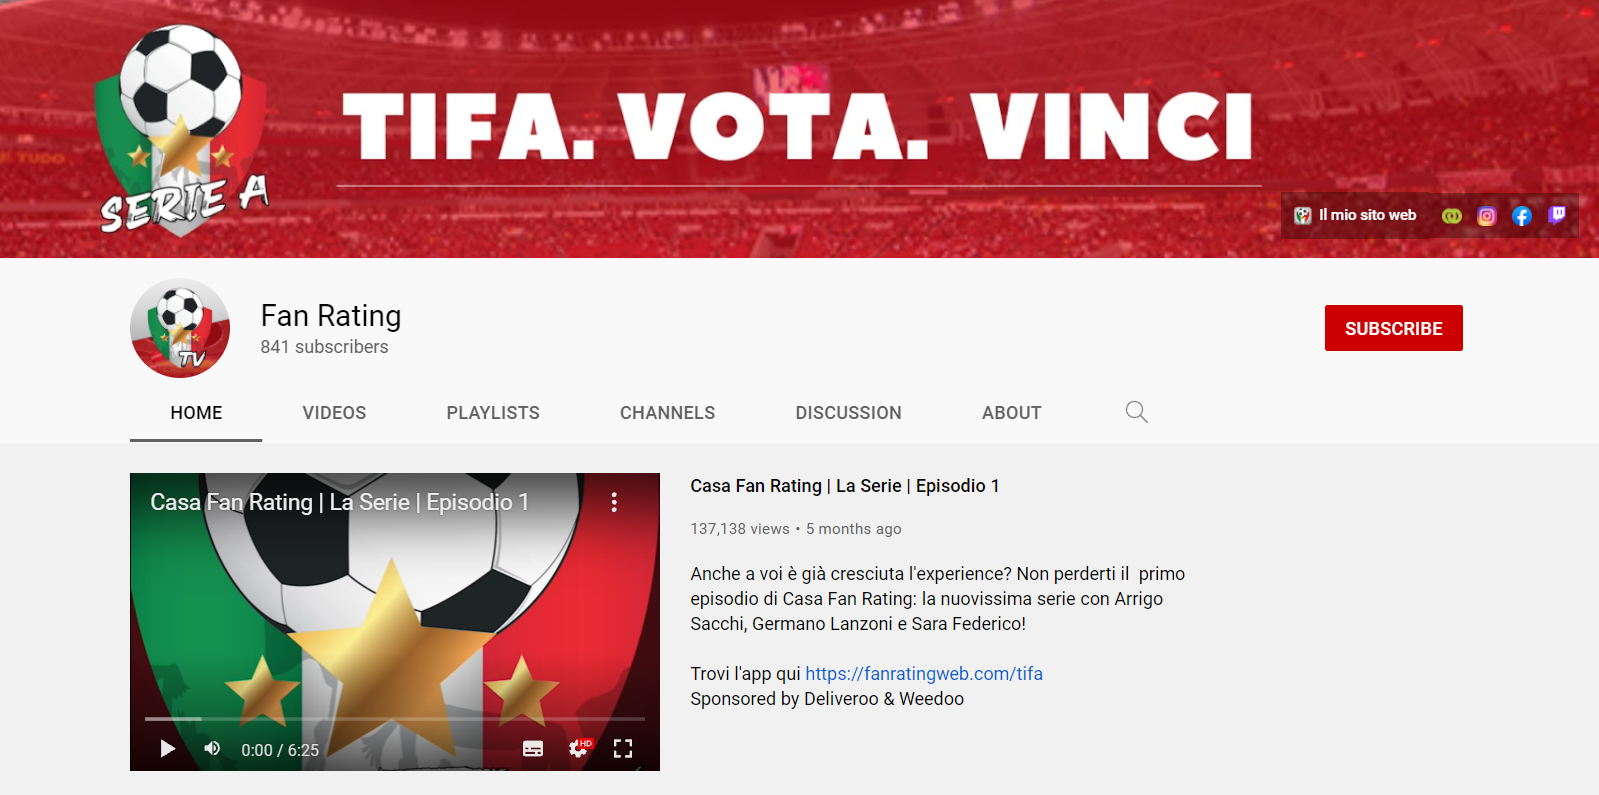 TIFA. VOTA. VINCI
SERIE A
Il mio sito web
TV
Fan Rating
841 subscribers
SUBSCRIBE
HOME
VIDEOS
PLAYLISTS
CHANNELS
DISCUSSION
ABOUT
Casa Fan Rating | La Serie | Episodio 1
0:00 / 6:25
HD
Casa Fan Rating | La Serie | Episodio 1
137,138 views • 5 months ago
Anche a voi è già cresciuta l'experience? Non perderti il  primo
episodio di Casa Fan Rating: la nuovissima serie con Arrigo
Sacchi, Germano Lanzoni e Sara Federico!
Trovi l'app qui https://fanratingweb.com/tifa
Sponsored by Deliveroo & Weedoo